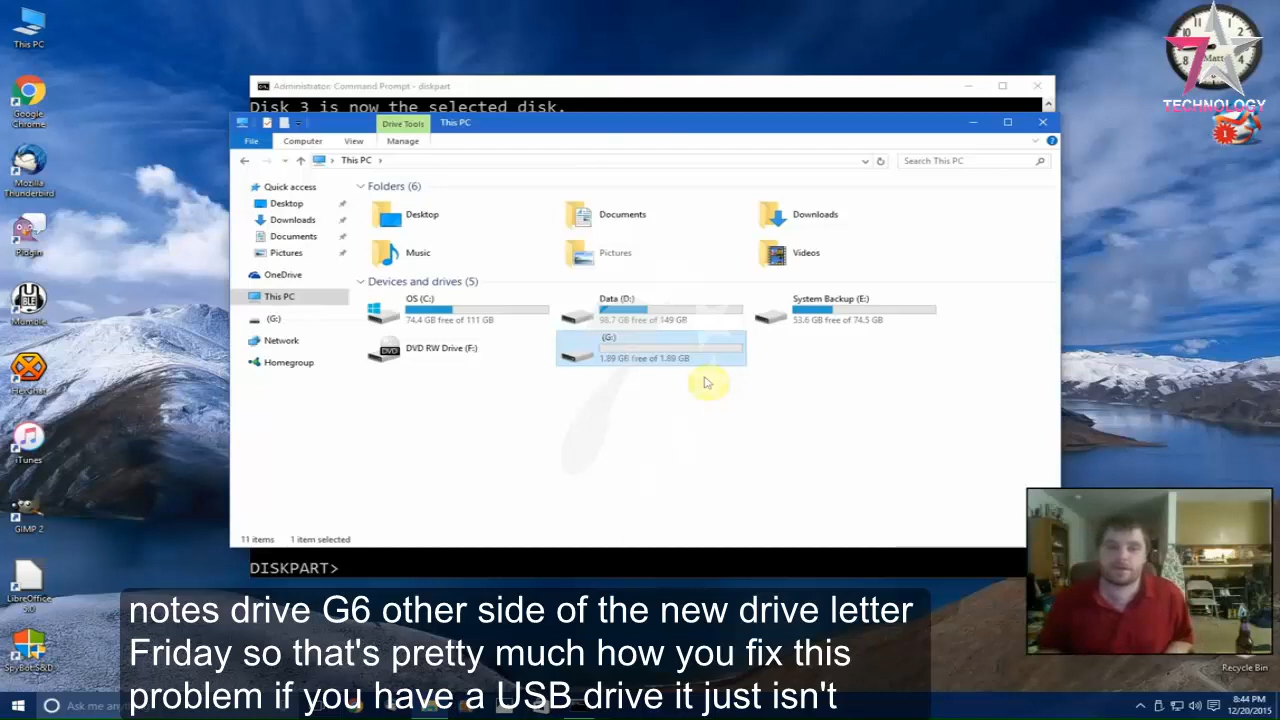 This PC
Google
Chrome
Mozilla
Thunderbird
Pidgin
Mumble
HexChat
iTunes
GIMP 2
LibreOffice
5.0
SpyBot S&D
Administrator: Command Prompt - diskpart
Disk 3 is now the selected disk.
Drive Tools
This PC
File
Computer
View
Manage
This PC
Search This PC
Quick access
Desktop
Downloads
Documents
Pictures
OneDrive
This PC
(G:)
Network
Homegroup
Folders (6)
Desktop
Documents
Downloads
Music
Pictures
Videos
Devices and drives (5)
OS (C:)
74.4 GB free of 111 GB
Data (D:)
98.7 GB free of 149 GB
System Backup (E:)
53.6 GB free of 74.5 GB
DVD RW Drive (F:)
DVD
(G:)
1.89 GB free of 1.89 GB
11 items
1 item selected
DISKPART>
notes drive G6 other side of the new drive letter
Friday so that's pretty much how you fix this
problem if you have a USB drive it just isn't
Ask me
7
TECHNOLOGY
1
Recycle Bin
8:44 PM
12/20/2015